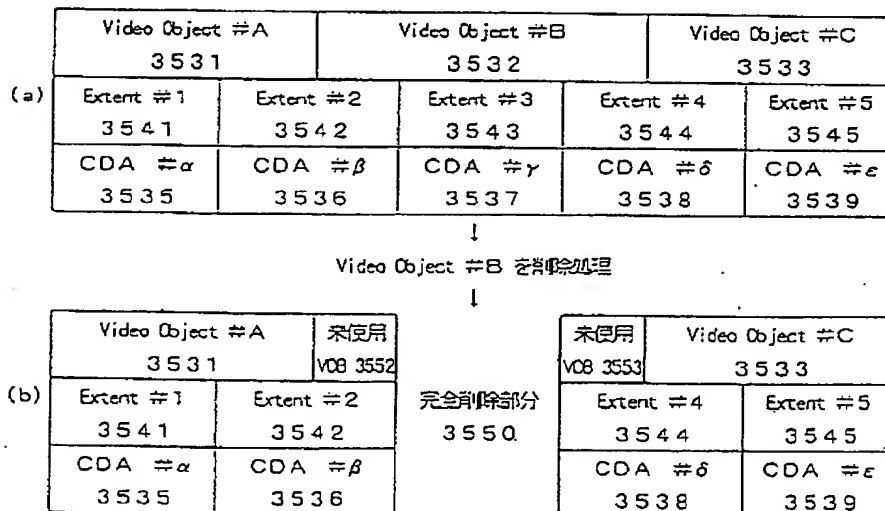 Video Object #A Video Object #B Video Object #C
3531 3532 3533
(a)
Extent #1 Extent #2 Extent #3 Extent #4 Extent #5
3541 3542 3543 3544 3545
CDA #α CDA #β CDA #γ CDA #δ CDA #ε
3535 3536 3537 3538 3539
↓
Video Object #B を削除処理
↓
Video Object #A 未使用 未使用 Video Object #C
3531 VOB 3552 VOB 3553 3533
(b)
Extent #1 Extent #2 完全削除部分 Extent #4 Extent #5
3541 3542 3550 3544 3545
CDA #α CDA #β CDA #δ CDA #ε
3535 3536 3538 3539